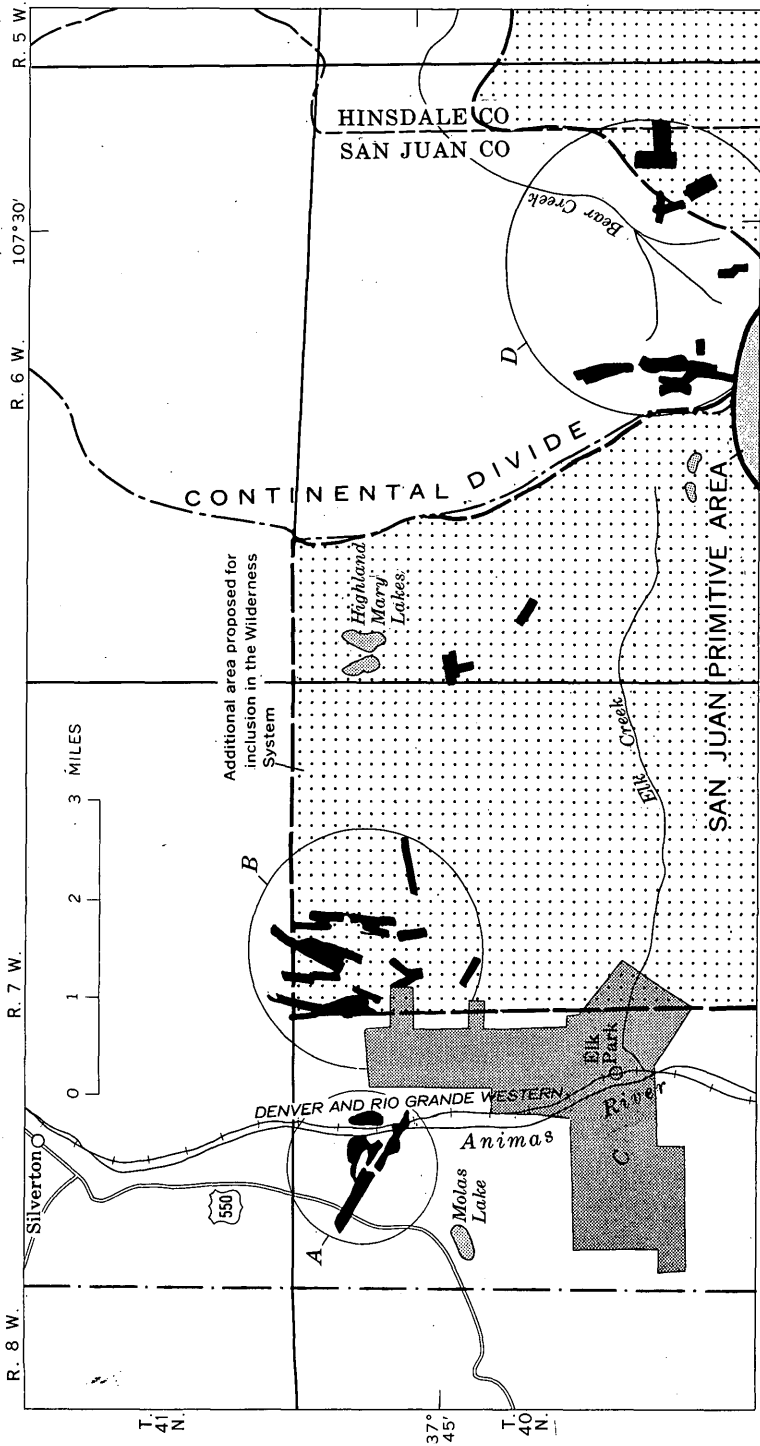 R. 8 W.
R. 7 W.
R. 6 W.
107°30'
R. 5 W.
T.
41
N.
37°
45'
T. 40
N.
Silverton
550
0 1 2 3 MILES
Additional area proposed for
inclusion in the Wilderness
System
CONTINENTAL DIVIDE
HINSDALE CO
SAN JUAN CO
A
B
C
D
DENVER AND RIO GRANDE WESTERN
Animas River
Molas
Lake
Elk
Park
Highland
Mary
Lakes
Bear Creek
Elk Creek
SAN JUAN PRIMITIVE AREA